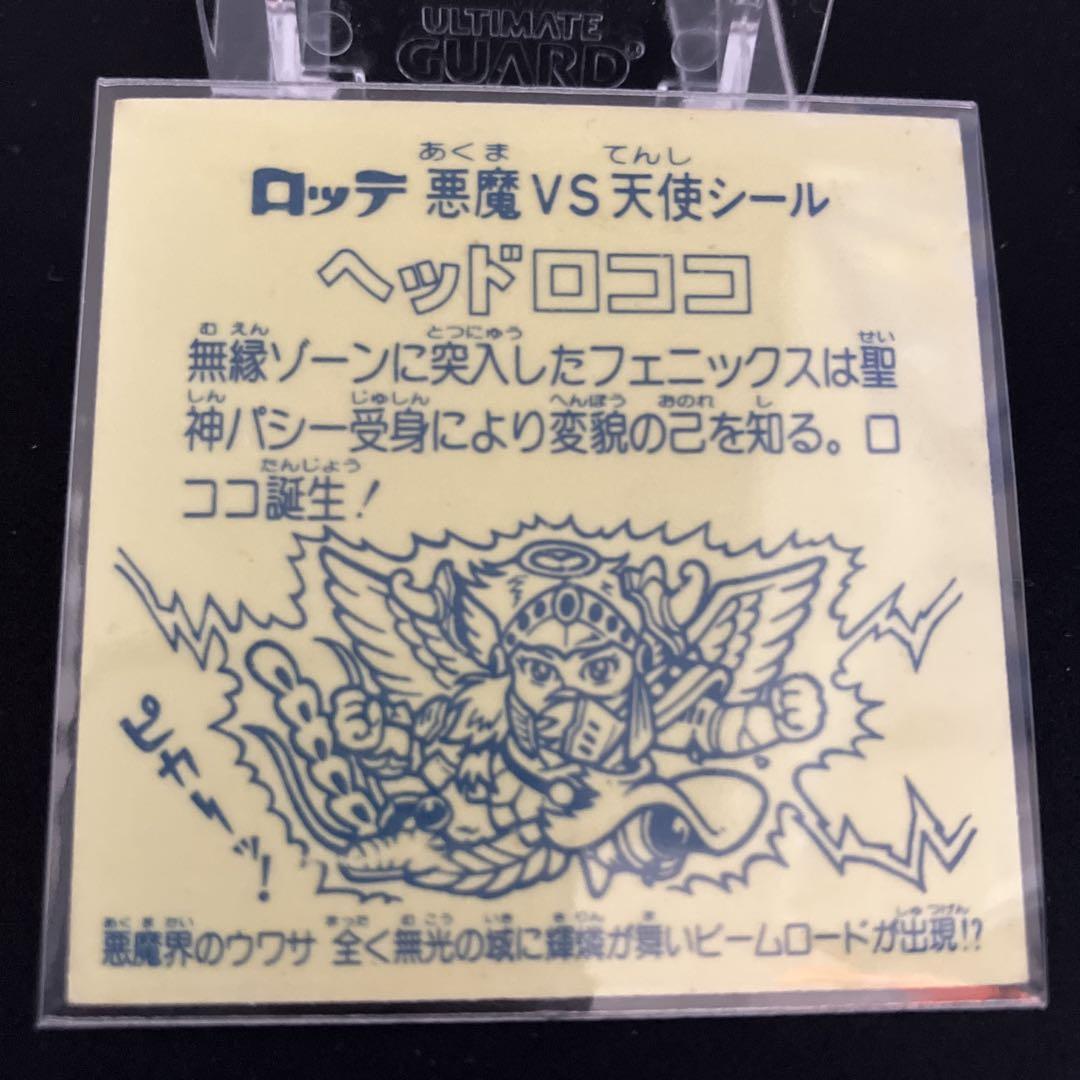 ULTIMATE
GUARD®
あくま てんし
ロッテ 悪魔VS天使シール
ヘッドロココ
むえん とつにゅう せい
無縁ゾーンに突入したフェニックスは聖
しん じゅしん へんぼう おのれ し
神パシー受身により変貌の己を知る。ロ
たんじょう
ココ誕生!
ピカーッ!
あくまかい まった むこう いき きりん ま しゅつげん
悪魔界のウワサ 全く無光の域に輝燐が舞いビームロードが出現!?